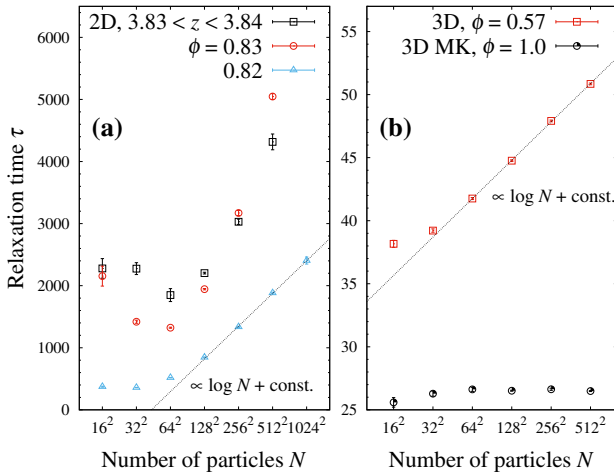 2D, 3.83 < z < 3.84
ϕ = 0.83
0.82
(a)
∝ log N + const.
6000
5000
4000
3000
2000
1000
0
16² 32² 64² 128² 256² 512² 1024²
Relaxation time τ
Number of particles N
3D, ϕ = 0.57
3D MK, ϕ = 1.0
(b)
∝ log N + const.
55
50
45
40
35
30
25
16² 32² 64² 128² 256² 512²
Number of particles N